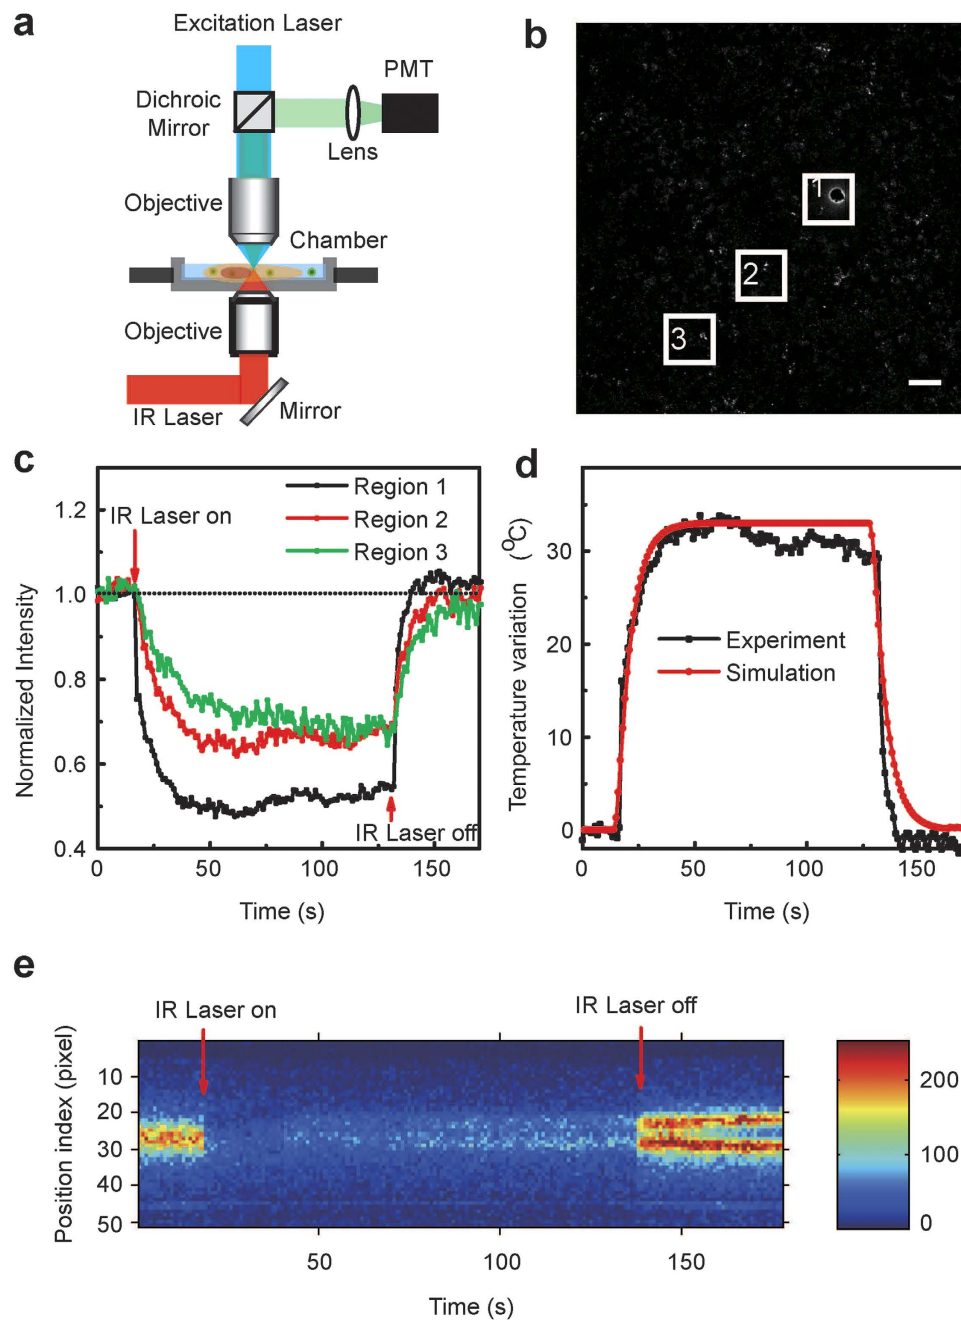 a
Excitation Laser
PMT
Dichroic
Mirror
Lens
Objective
Chamber
Objective
IR Laser
Mirror
b
1
2
3
c
Normalized Intensity
1.2
1.0
0.8
0.6
0.4
IR Laser on
Region 1
Region 2
Region 3
IR Laser off
0
50
100
150
Time (s)
d
Temperature variation (°C)
30
20
10
0
Experiment
Simulation
0
50
100
150
Time (s)
e
IR Laser on
IR Laser off
Position index (pixel)
10
20
30
40
50
50
100
150
Time (s)
200
100
0